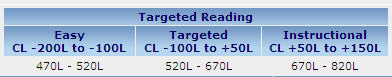 Targeted Reading
Easy Targeted Instructional
CL -200L to -100L CL -100L to +50L CL +50L to +150L
470L - 520L 520L - 670L 670L - 820L